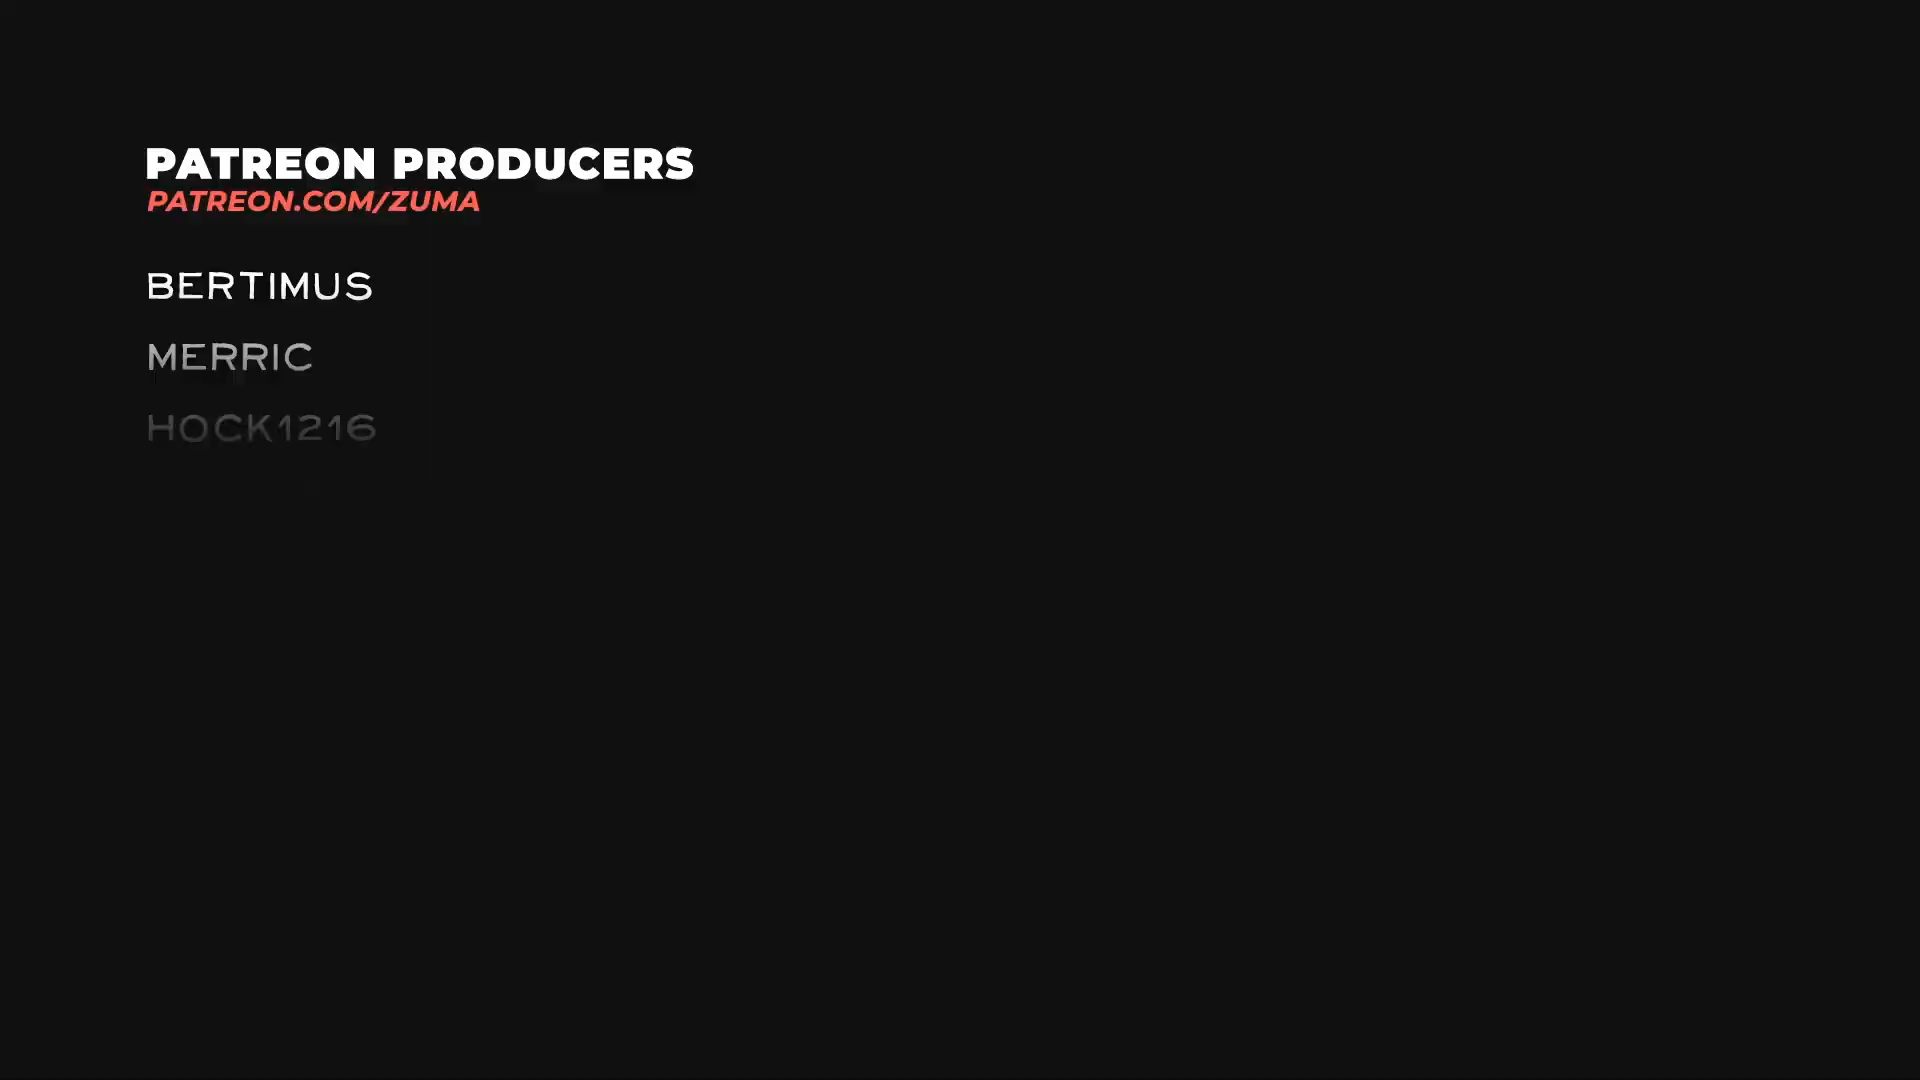 PATREON PRODUCERS
PATREON.COM/ZUMA
BERTIMUS
MERRIC
HOCK1216